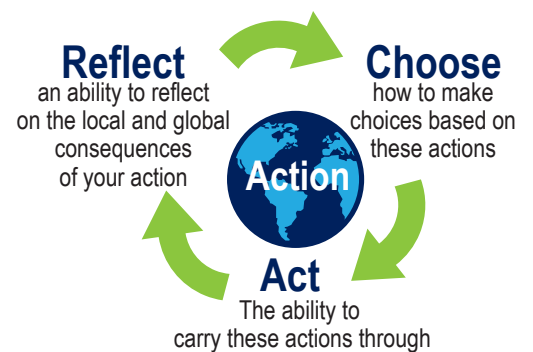 Reflect
an ability to reflect
on the local and global
consequences
of your action
Choose
how to make
choices based on
these actions
Action
Act
The ability to
carry these actions through